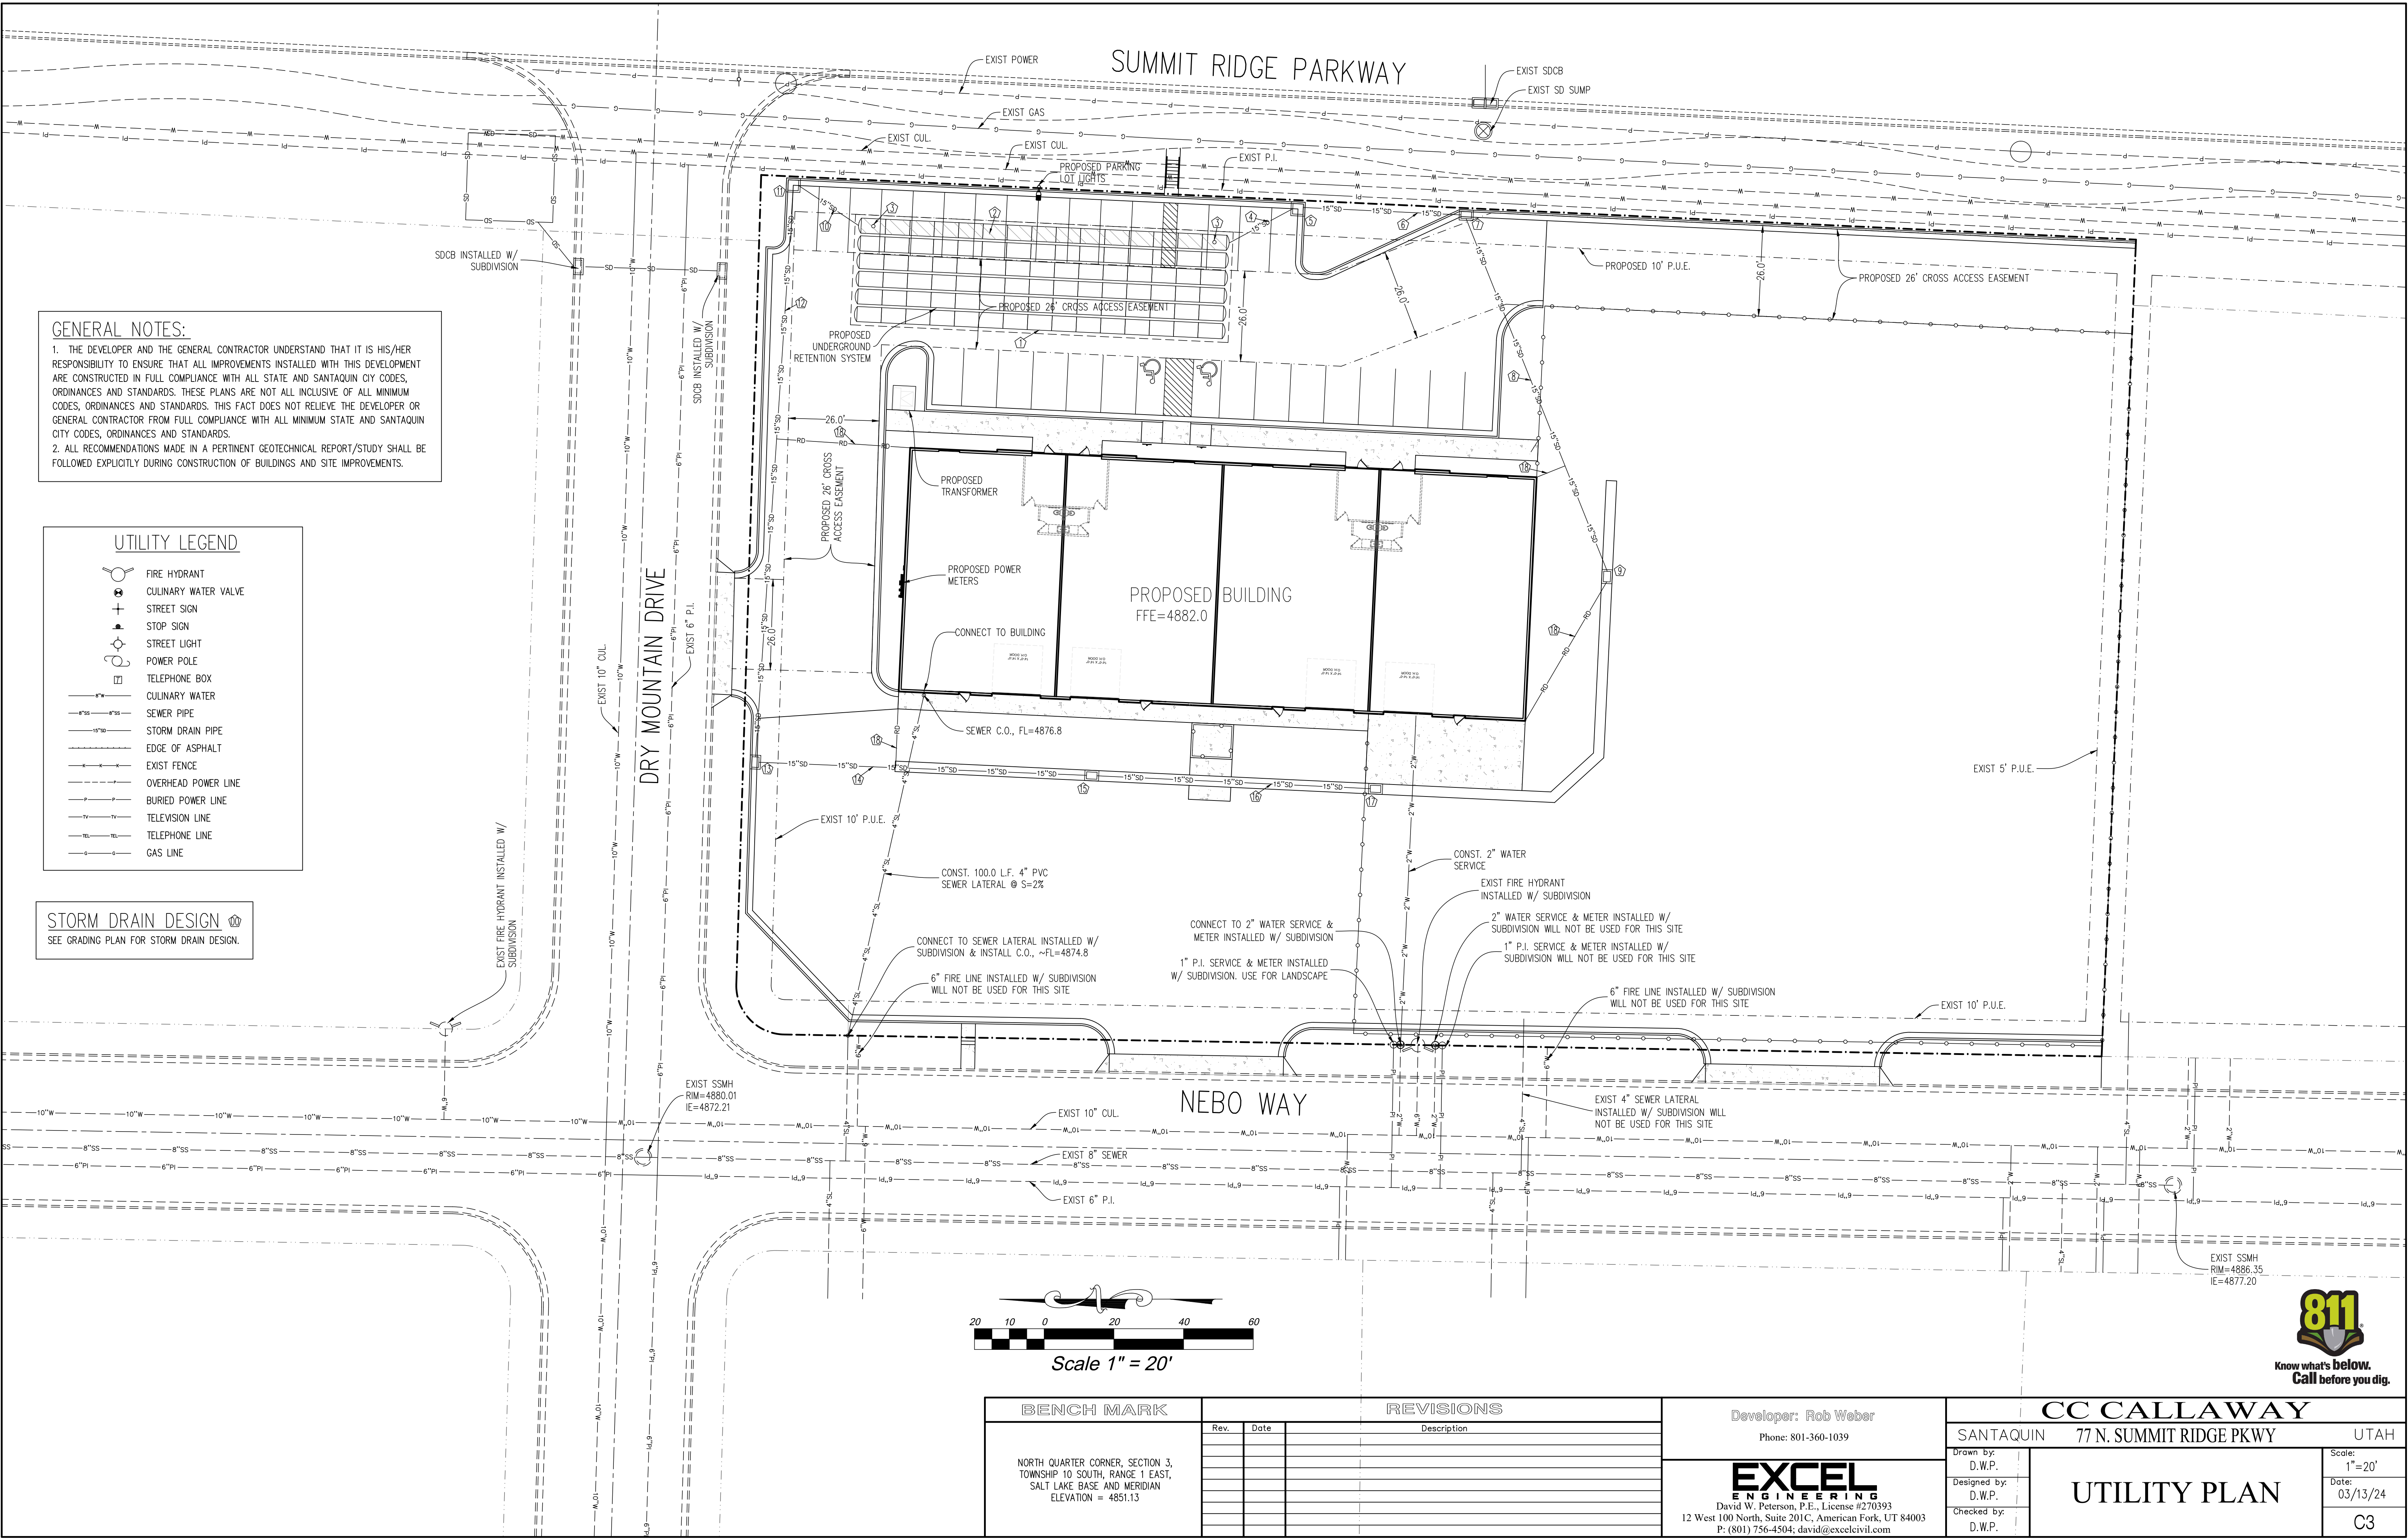 SUMMIT RIDGE PARKWAY
EXIST POWER
EXIST GAS
EXIST CUL.
EXIST CUL.
PROPOSED PARKING
LOT LIGHTS
EXIST P.I.
EXIST SDCB
EXIST SD SUMP
PROPOSED 10' P.U.E.
26.0'
PROPOSED 26' CROSS ACCESS EASEMENT
SDCB INSTALLED W/
SUBDIVISION
SDCB INSTALLED W/
SUBDIVISION
PROPOSED
UNDERGROUND
RETENTION SYSTEM
PROPOSED 26' CROSS ACCESS EASEMENT
26.0'
26.0'
GENERAL NOTES:
1. THE DEVELOPER AND THE GENERAL CONTRACTOR UNDERSTAND THAT IT IS HIS/HER
RESPONSIBILITY TO ENSURE THAT ALL IMPROVEMENTS INSTALLED WITH THIS DEVELOPMENT
ARE CONSTRUCTED IN FULL COMPLIANCE WITH ALL STATE AND SANTAQUIN CIY CODES,
ORDINANCES AND STANDARDS. THESE PLANS ARE NOT ALL INCLUSIVE OF ALL MINIMUM
CODES, ORDINANCES AND STANDARDS. THIS FACT DOES NOT RELIEVE THE DEVELOPER OR
GENERAL CONTRACTOR FROM FULL COMPLIANCE WITH ALL MINIMUM STATE AND SANTAQUIN
CITY CODES, ORDINANCES AND STANDARDS.
2. ALL RECOMMENDATIONS MADE IN A PERTINENT GEOTECHNICAL REPORT/STUDY SHALL BE
FOLLOWED EXPLICITLY DURING CONSTRUCTION OF BUILDINGS AND SITE IMPROVEMENTS.
UTILITY LEGEND
FIRE HYDRANT
CULINARY WATER VALVE
STREET SIGN
STOP SIGN
STREET LIGHT
POWER POLE
T TELEPHONE BOX
8"W CULINARY WATER
8"SS 8"SS SEWER PIPE
15"SD STORM DRAIN PIPE
EDGE OF ASPHALT
X X X EXIST FENCE
P OVERHEAD POWER LINE
P P BURIED POWER LINE
TV TV TELEVISION LINE
TEL TEL TELEPHONE LINE
G G GAS LINE
STORM DRAIN DESIGN
SEE GRADING PLAN FOR STORM DRAIN DESIGN.
26.0'
PROPOSED 26' CROSS
ACCESS EASEMENT
PROPOSED
TRANSFORMER
PROPOSED POWER
METERS
PROPOSED BUILDING
FFE=4882.0
CONNECT TO BUILDING
SEWER C.O., FL=4876.8
26.0'
DRY MOUNTAIN DRIVE
EXIST 10" CUL.
EXIST 6" P.I.
EXIST 10' P.U.E.
EXIST 5' P.U.E.
CONST. 100.0 L.F. 4" PVC
SEWER LATERAL @ S=2%
CONST. 2" WATER
SERVICE
EXIST FIRE HYDRANT
INSTALLED W/ SUBDIVISION
EXIST FIRE HYDRANT INSTALLED W/
SUBDIVISION
CONNECT TO SEWER LATERAL INSTALLED W/
SUBDIVISION & INSTALL C.O., ~FL=4874.8
6" FIRE LINE INSTALLED W/ SUBDIVISION
WILL NOT BE USED FOR THIS SITE
CONNECT TO 2" WATER SERVICE &
METER INSTALLED W/ SUBDIVISION
1" P.I. SERVICE & METER INSTALLED
W/ SUBDIVISION. USE FOR LANDSCAPE
2" WATER SERVICE & METER INSTALLED W/
SUBDIVISION WILL NOT BE USED FOR THIS SITE
1" P.I. SERVICE & METER INSTALLED W/
SUBDIVISION WILL NOT BE USED FOR THIS SITE
6" FIRE LINE INSTALLED W/ SUBDIVISION
WILL NOT BE USED FOR THIS SITE
EXIST 10' P.U.E.
EXIST SSMH
RIM=4880.01
IE=4872.21
NEBO WAY
EXIST 10" CUL.
EXIST 8" SEWER
EXIST 6" P.I.
EXIST 4" SEWER LATERAL
INSTALLED W/ SUBDIVISION WILL
NOT BE USED FOR THIS SITE
EXIST SSMH
RIM=4886.35
IE=4877.20
20 10 0 20 40 60
Scale 1" = 20'
811
Know what's below.
Call before you dig.
BENCH MARK
NORTH QUARTER CORNER, SECTION 3,
TOWNSHIP 10 SOUTH, RANGE 1 EAST,
SALT LAKE BASE AND MERIDIAN
ELEVATION = 4851.13
REVISIONS
Rev. Date Description
Developer: Rob Weber
Phone: 801-360-1039
EXCEL
ENGINEERING
David W. Peterson, P.E., License #270393
12 West 100 North, Suite 201C, American Fork, UT 84003
P: (801) 756-4504; david@excelcivil.com
CC CALLAWAY
SANTAQUIN 77 N. SUMMIT RIDGE PKWY UTAH
Drawn by:
D.W.P.
Designed by:
D.W.P.
Checked by:
D.W.P.
UTILITY PLAN
Scale:
1"=20'
Date:
03/13/24
C3